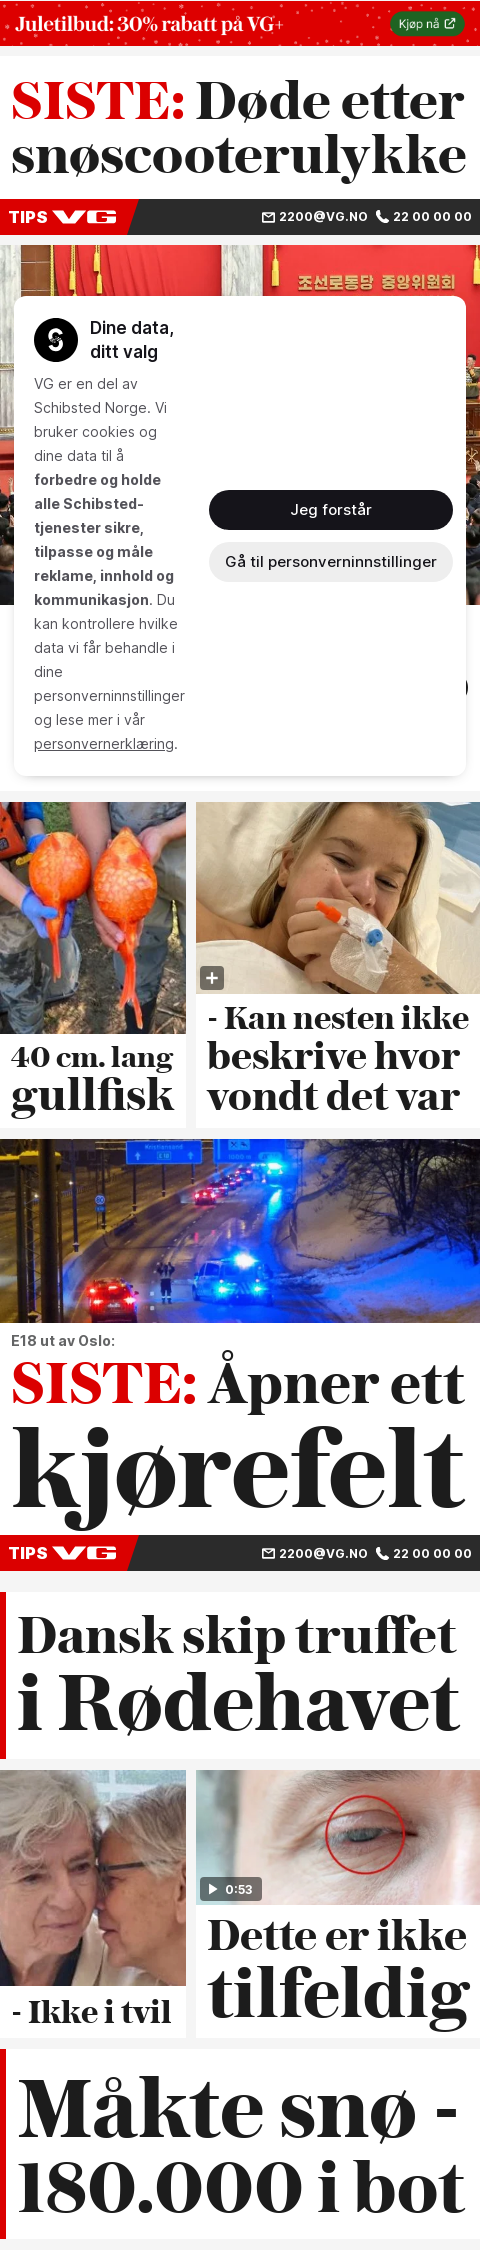 Juletilbud: 30% rabatt på VG+
Kjøp nå
SISTE: Døde etter
snøscooterulykke
TIPS VG
2200@VG.NO 22 00 00 00
조선로동당 중앙위원회
Dine data,
ditt valg
VG er en del av
Schibsted Norge. Vi
bruker cookies og
dine data til å
forbedre og holde
alle Schibsted-
tjenester sikre,
tilpasse og måle
reklame, innhold og
kommunikasjon. Du
kan kontrollere hvilke
data vi får behandle i
dine
personverninnstillinger
og lese mer i vår
personvernerklæring.
Jeg forstår
Gå til personverninnstillinger
40 cm. lang
gullfisk
- Kan nesten ikke
beskrive hvor
vondt det var
E18 ut av Oslo:
SISTE: Åpner ett
kjørefelt
TIPS VG
2200@VG.NO 22 00 00 00
Dansk skip truffet
i Rødehavet
- Ikke i tvil
0:53
Dette er ikke
tilfeldig
Måkte snø -
180.000 i bot